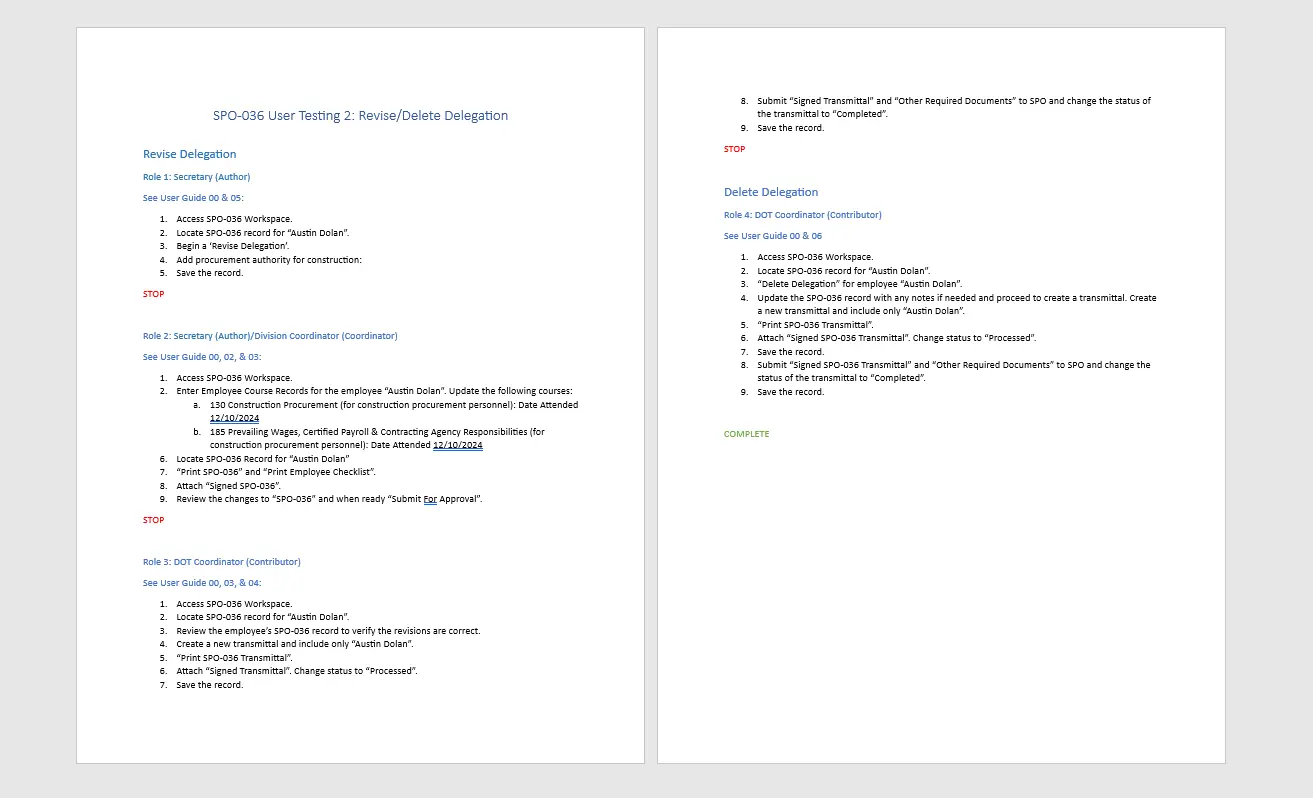 SPO-036 User Testing 2: Revise/Delete Delegation
Revise Delegation
Role 1: Secretary (Author)
See User Guide 00 & 05:
1. Access SPO-036 Workspace.
2. Locate SPO-036 record for “Austin Dolan”.
3. Begin a ‘Revise Delegation’.
4. Add procurement authority for construction:
5. Save the record.
STOP
Role 2: Secretary (Author)/Division Coordinator (Coordinator)
See User Guide 00, 02, & 03:
1. Access SPO-036 Workspace.
2. Enter Employee Course Records for the employee “Austin Dolan”. Update the following courses:
a. 130 Construction Procurement (for construction procurement personnel): Date Attended
12/10/2024
b. 185 Prevailing Wages, Certified Payroll & Contracting Agency Responsibilities (for
construction procurement personnel): Date Attended 12/10/2024
6. Locate SPO-036 Record for “Austin Dolan”
7. “Print SPO-036” and “Print Employee Checklist”.
8. Attach “Signed SPO-036”.
9. Review the changes to “SPO-036” and when ready “Submit For Approval”.
STOP
Role 3: DOT Coordinator (Contributor)
See User Guide 00, 03, & 04:
1. Access SPO-036 Workspace.
2. Locate SPO-036 record for “Austin Dolan”.
3. Review the employee’s SPO-036 record to verify the revisions are correct.
4. Create a new transmittal and include only “Austin Dolan”.
5. “Print SPO-036 Transmittal”.
6. Attach “Signed Transmittal”. Change status to “Processed”.
7. Save the record.
8. Submit “Signed Transmittal” and “Other Required Documents” to SPO and change the status of
the transmittal to “Completed”.
9. Save the record.
STOP
Delete Delegation
Role 4: DOT Coordinator (Contributor)
See User Guide 00 & 06
1. Access SPO-036 Workspace.
2. Locate SPO-036 record for “Austin Dolan”.
3. “Delete Delegation” for employee “Austin Dolan”.
4. Update the SPO-036 record with any notes if needed and proceed to create a transmittal. Create
a new transmittal and include only “Austin Dolan”.
5. “Print SPO-036 Transmittal”.
6. Attach “Signed SPO-036 Transmittal”. Change status to “Processed”.
7. Save the record.
8. Submit “Signed SPO-036 Transmittal” and “Other Required Documents” to SPO and change the
status of the transmittal to “Completed”.
9. Save the record.
COMPLETE